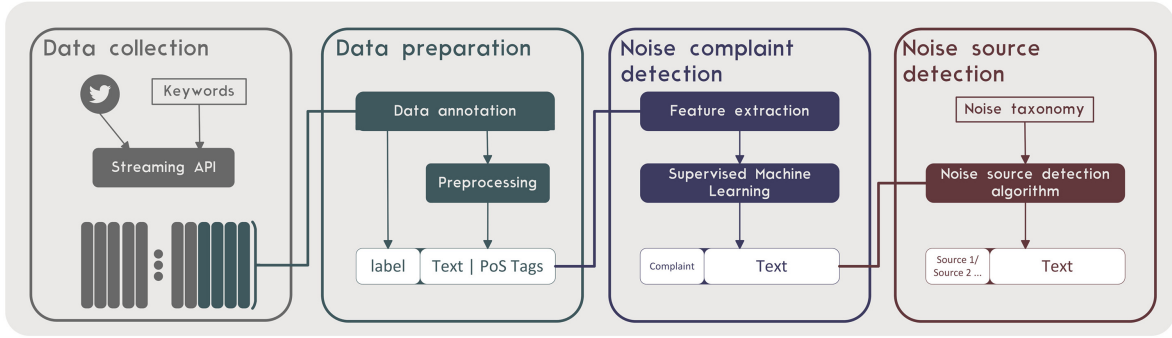 Data collection
Keywords
Streaming API
Data preparation
Data annotation
Preprocessing
label
Text | PoS Tags
Noise complaint
detection
Feature extraction
Supervised Machine
Learning
Complaint
Text
Noise source
detection
Noise taxonomy
Noise source detection
algorithm
Source 1/
Source 2 ...
Text